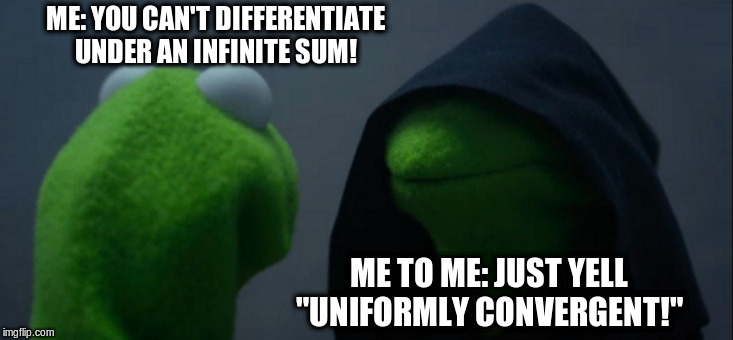 ME: YOU CAN'T DIFFERENTIATE
UNDER AN INFINITE SUM!
ME TO ME: JUST YELL
"UNIFORMLY CONVERGENT!"
imgflip.com